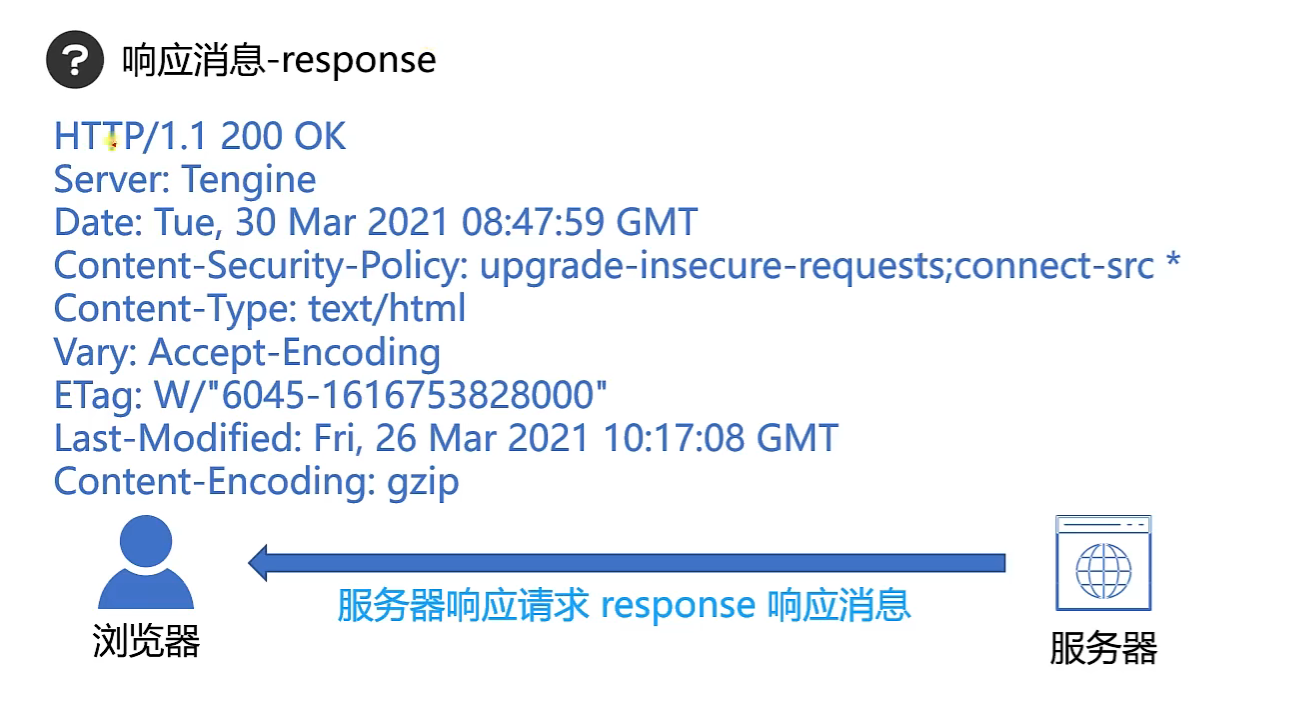 ?
响应消息-response
HTTP/1.1 200 OK
Server: Tengine
Date: Tue, 30 Mar 2021 08:47:59 GMT
Content-Security-Policy: upgrade-insecure-requests;connect-src *
Content-Type: text/html
Vary: Accept-Encoding
ETag: W/"6045-1616753828000"
Last-Modified: Fri, 26 Mar 2021 10:17:08 GMT
Content-Encoding: gzip
服务器响应请求 response 响应消息
浏览器
服务器